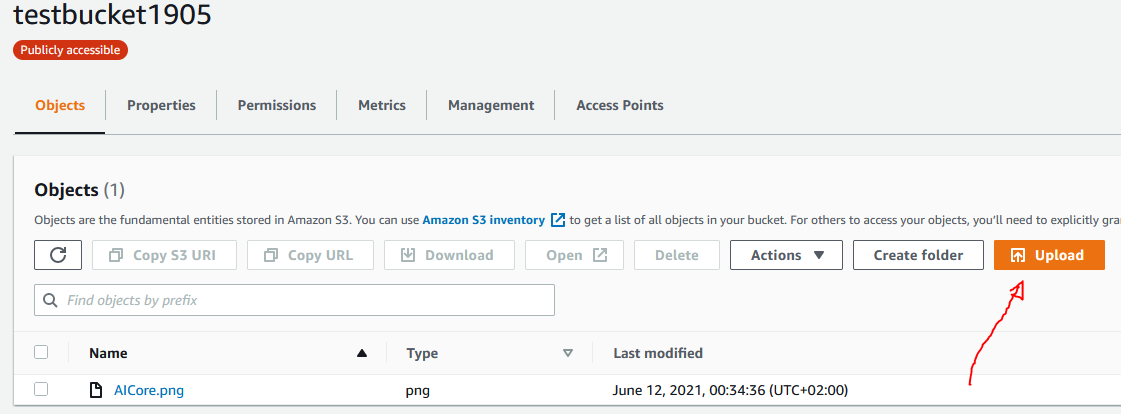 testbucket1905
Publicly accessible
Objects Properties Permissions Metrics Management Access Points
Objects (1)
Objects are the fundamental entities stored in Amazon S3. You can use Amazon S3 inventory to get a list of all objects in your bucket. For others to access your objects, you'll need to explicitly gra
Copy S3 URI Copy URL Download Open Delete Actions Create folder Upload
Find objects by prefix
Name Type Last modified
AICore.png png June 12, 2021, 00:34:36 (UTC+02:00)